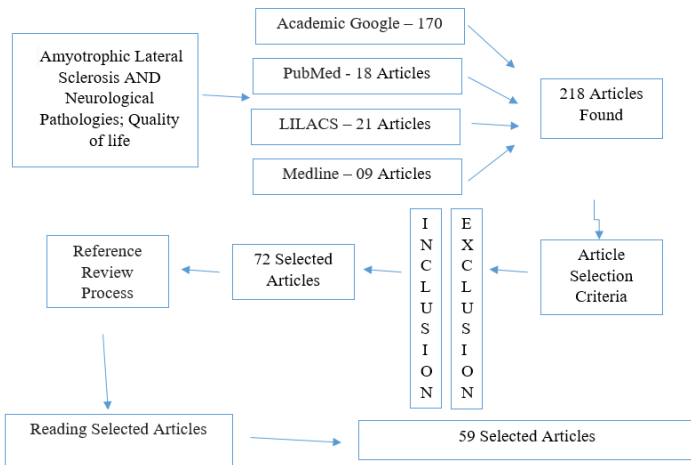 Amyotrophic Lateral
Sclerosis AND
Neurological
Pathologies; Quality
of life
Academic Google – 170
PubMed - 18 Articles
LILACS – 21 Articles
Medline – 09 Articles
218 Articles
Found
Article
Selection
Criteria
EXCLUSION
INCLUSION
72 Selected
Articles
Reference
Review
Process
Reading Selected Articles
59 Selected Articles